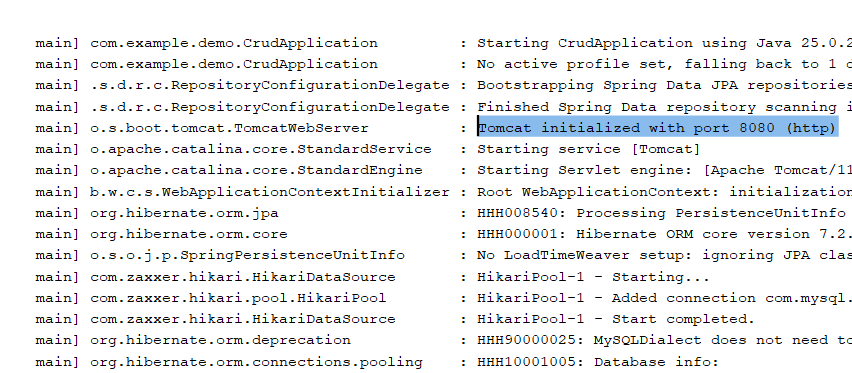 main] com.example.demo.CrudApplication : Starting CrudApplication using Java 25.0.2
main] com.example.demo.CrudApplication : No active profile set, falling back to 1 d
main] .s.d.r.c.RepositoryConfigurationDelegate : Bootstrapping Spring Data JPA repositories
main] .s.d.r.c.RepositoryConfigurationDelegate : Finished Spring Data repository scanning i
main] o.s.boot.tomcat.TomcatWebServer : Tomcat initialized with port 8080 (http)
main] o.apache.catalina.core.StandardService : Starting service [Tomcat]
main] o.apache.catalina.core.StandardEngine : Starting Servlet engine: [Apache Tomcat/11
main] b.w.c.s.WebApplicationContextInitializer : Root WebApplicationContext: initialization
main] org.hibernate.orm.jpa : HHH008540: Processing PersistenceUnitInfo
main] org.hibernate.orm.core : HHH000001: Hibernate ORM core version 7.2.
main] o.s.o.j.p.SpringPersistenceUnitInfo : No LoadTimeWeaver setup: ignoring JPA clas
main] com.zaxxer.hikari.HikariDataSource : HikariPool-1 - Starting...
main] com.zaxxer.hikari.pool.HikariPool : HikariPool-1 - Added connection com.mysql.
main] com.zaxxer.hikari.HikariDataSource : HikariPool-1 - Start completed.
main] org.hibernate.orm.deprecation : HHH90000025: MySQLDialect does not need to
main] org.hibernate.orm.connections.pooling : HHH10001005: Database info: